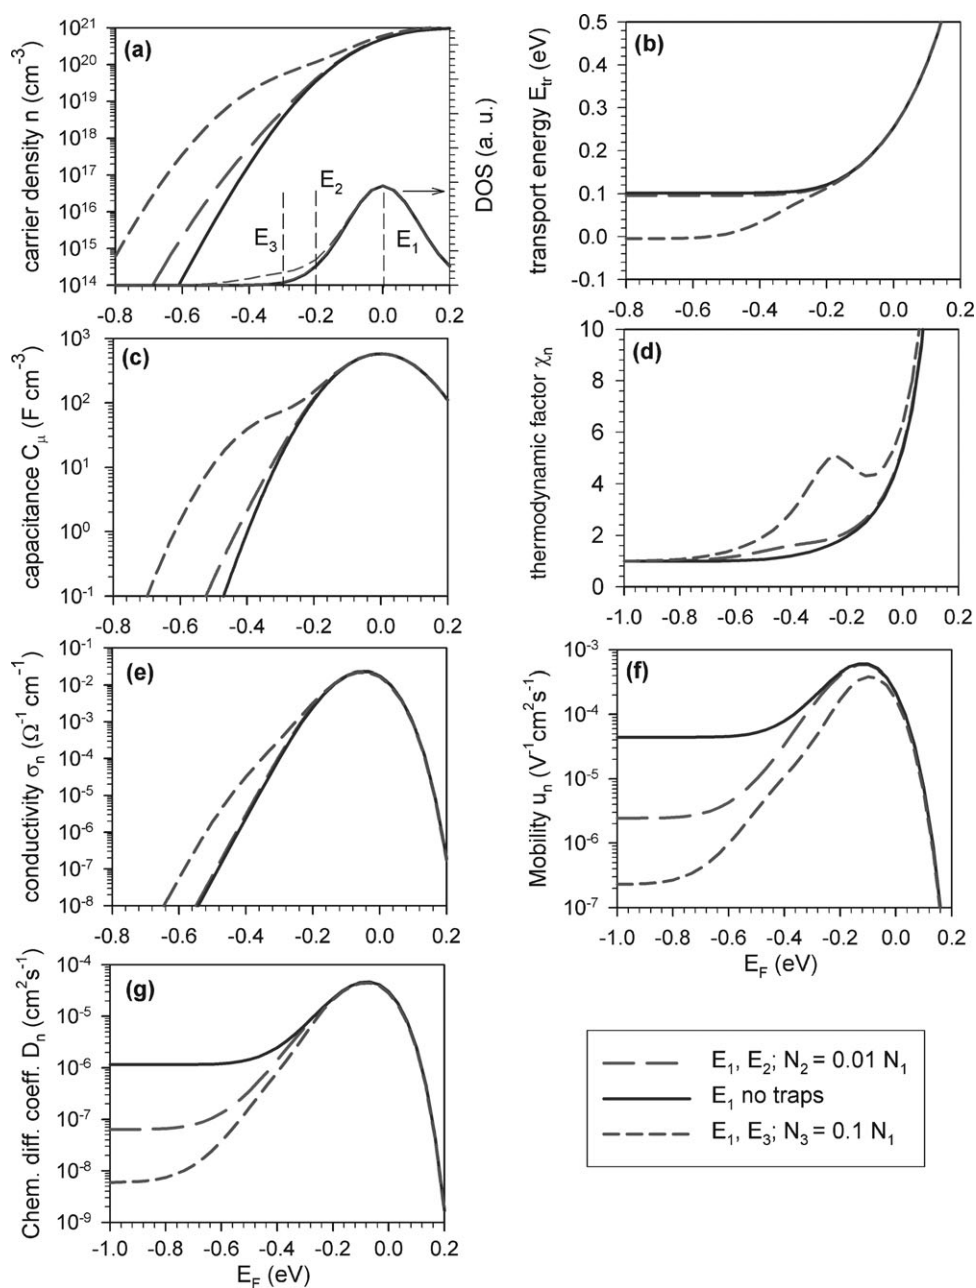 (a)
carrier density n (cm⁻³)
10²¹
10²⁰
10¹⁹
10¹⁸
10¹⁷
10¹⁶
10¹⁵
10¹⁴
E₃
E₂
E₁
DOS (a. u.)
-0.8 -0.6 -0.4 -0.2 0.0 0.2
(b)
transport energy Eₜᵣ (eV)
0.5
0.4
0.3
0.2
0.1
0.0
-0.1
-0.8 -0.6 -0.4 -0.2 0.0 0.2
(c)
capacitance C_μ (F cm⁻³)
10³
10²
10¹
10⁰
10⁻¹
-0.8 -0.6 -0.4 -0.2 0.0 0.2
(d)
thermodynamic factor χₙ
10
8
6
4
2
0
-1.0 -0.8 -0.6 -0.4 -0.2 0.0 0.2
(e)
conductivity σₙ (Ω⁻¹ cm⁻¹)
10⁻¹
10⁻²
10⁻³
10⁻⁴
10⁻⁵
10⁻⁶
10⁻⁷
10⁻⁸
-0.8 -0.6 -0.4 -0.2 0.0 0.2
(f)
Mobility uₙ (V⁻¹cm²s⁻¹)
10⁻³
10⁻⁴
10⁻⁵
10⁻⁶
10⁻⁷
-1.0 -0.8 -0.6 -0.4 -0.2 0.0 0.2
E_F (eV)
(g)
Chem. diff. coeff. Dₙ (cm²s⁻¹)
10⁻⁴
10⁻⁵
10⁻⁶
10⁻⁷
10⁻⁸
10⁻⁹
-1.0 -0.8 -0.6 -0.4 -0.2 0.0 0.2
E_F (eV)
E₁, E₂; N₂ = 0.01 N₁
E₁ no traps
E₁, E₃; N₃ = 0.1 N₁